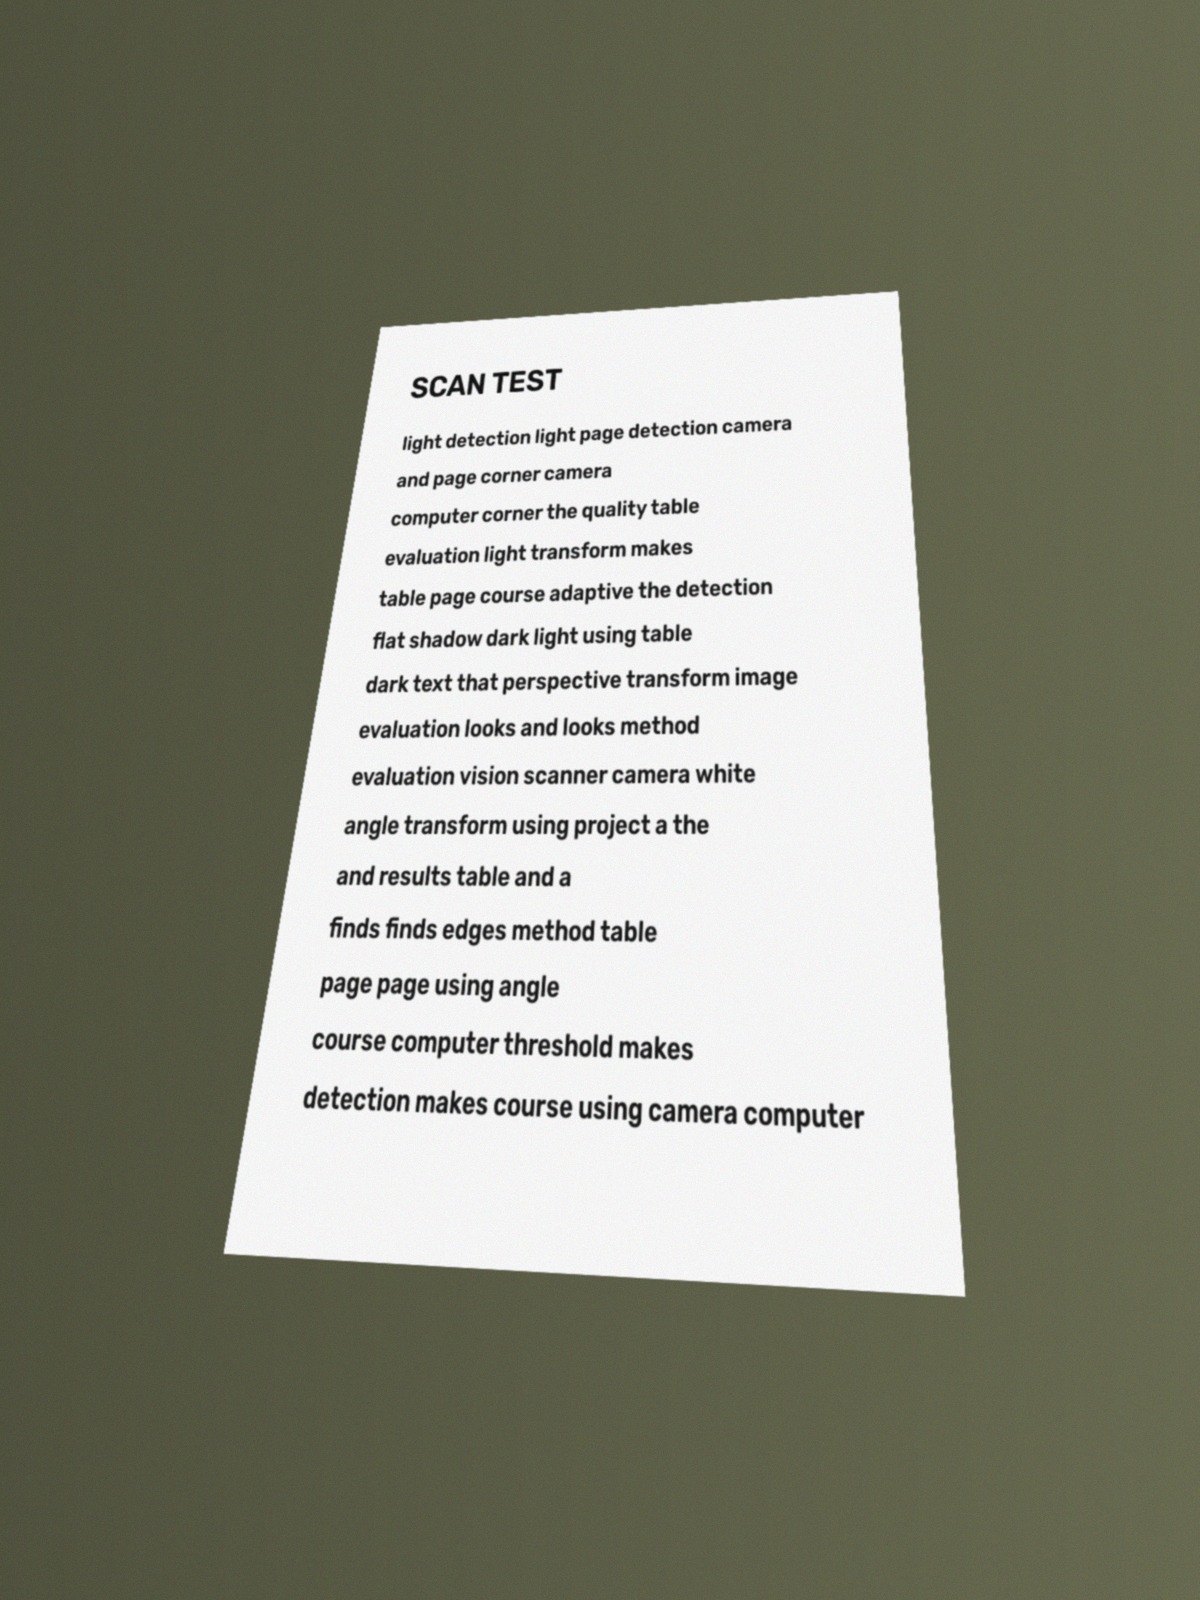 SCAN TEST
light detection light page detection camera
and page corner camera
computer corner the quality table
evaluation light transform makes
table page course adaptive the detection
flat shadow dark light using table
dark text that perspective transform image
evaluation looks and looks method
evaluation vision scanner camera white
angle transform using project a the
and results table and a
finds finds edges method table
page page using angle
course computer threshold makes
detection makes course using camera computer